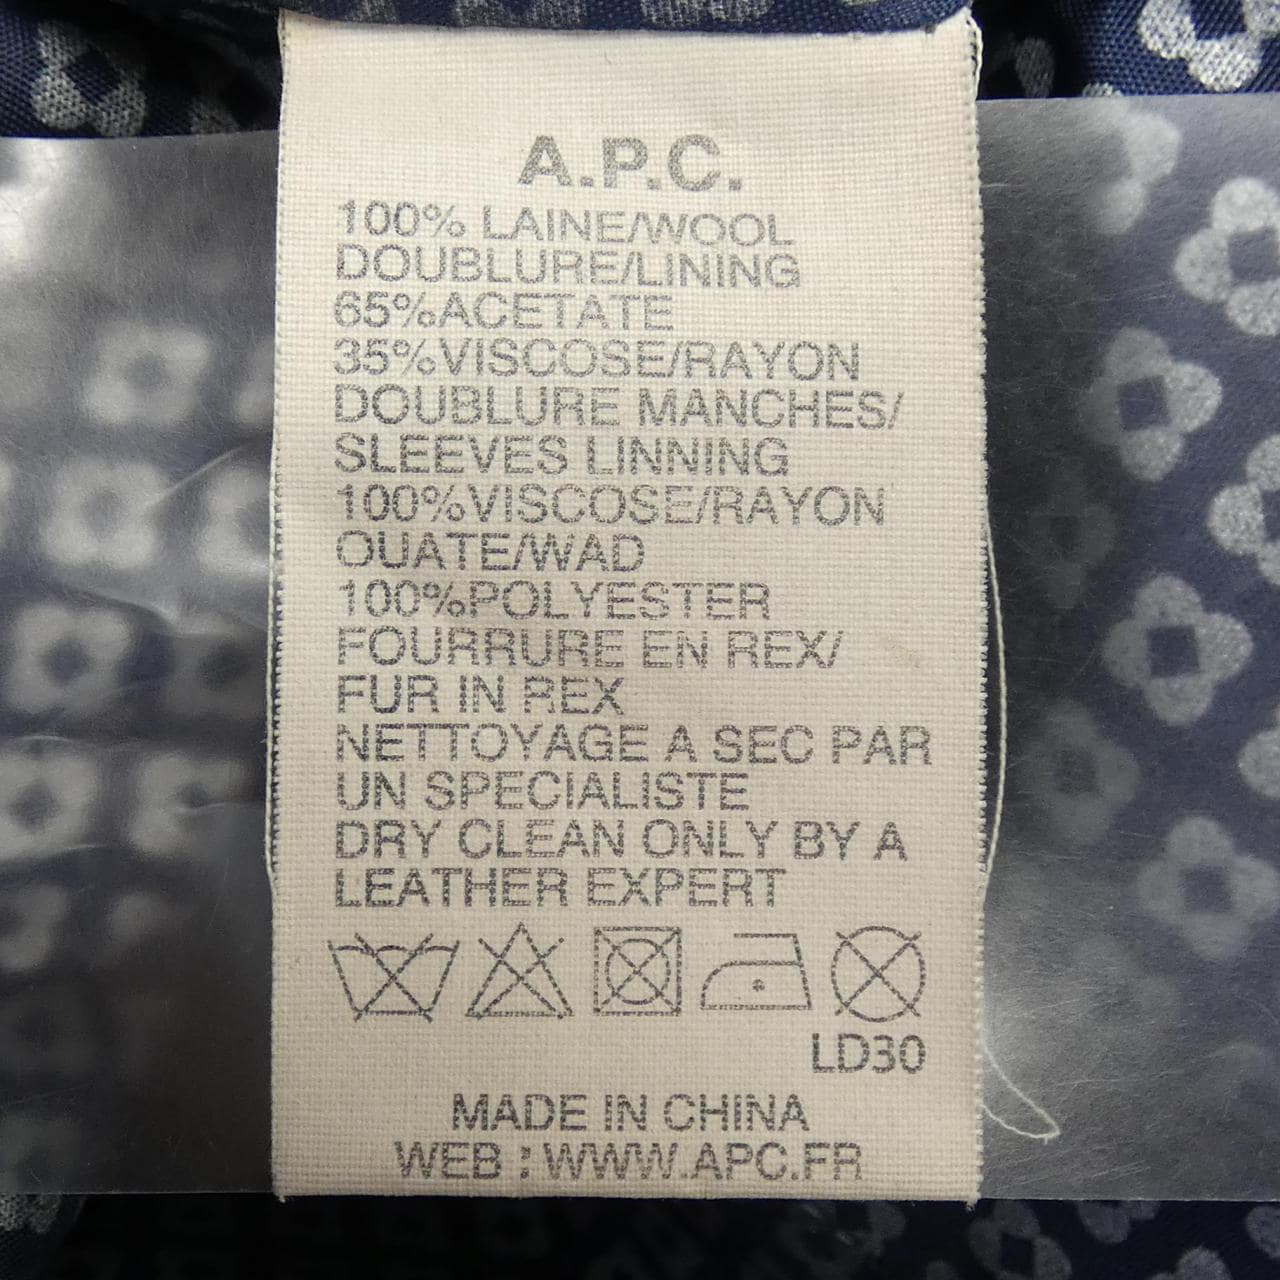 A.P.C.
100% LAINE/WOOL
DOUBLURE/LINING
65%ACETATE
35%VISCOSE/RAYON
DOUBLURE MANCHES/
SLEEVES LINNING
100%VISCOSE/RAYON
OUATE/WAD
100%POLYESTER
FOURRURE EN REX/
FUR IN REX
NETTOYAGE A SEC PAR
UN SPECIALISTE
DRY CLEAN ONLY BY A
LEATHER EXPERT
LD30
MADE IN CHINA
WEB : WWW.APC.FR